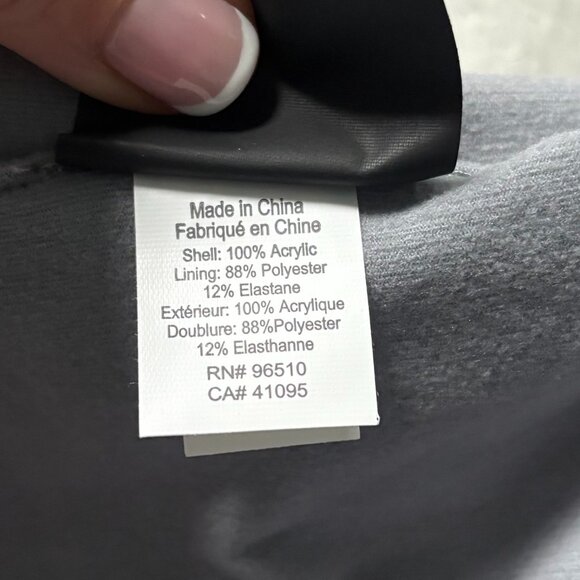 Made in China
Fabriqué en Chine
Shell: 100% Acrylic
Lining: 88% Polyester
12% Elastane
Extérieur: 100% Acrylique
Doublure: 88%Polyester
12% Elasthanne
RN# 96510
CA# 41095